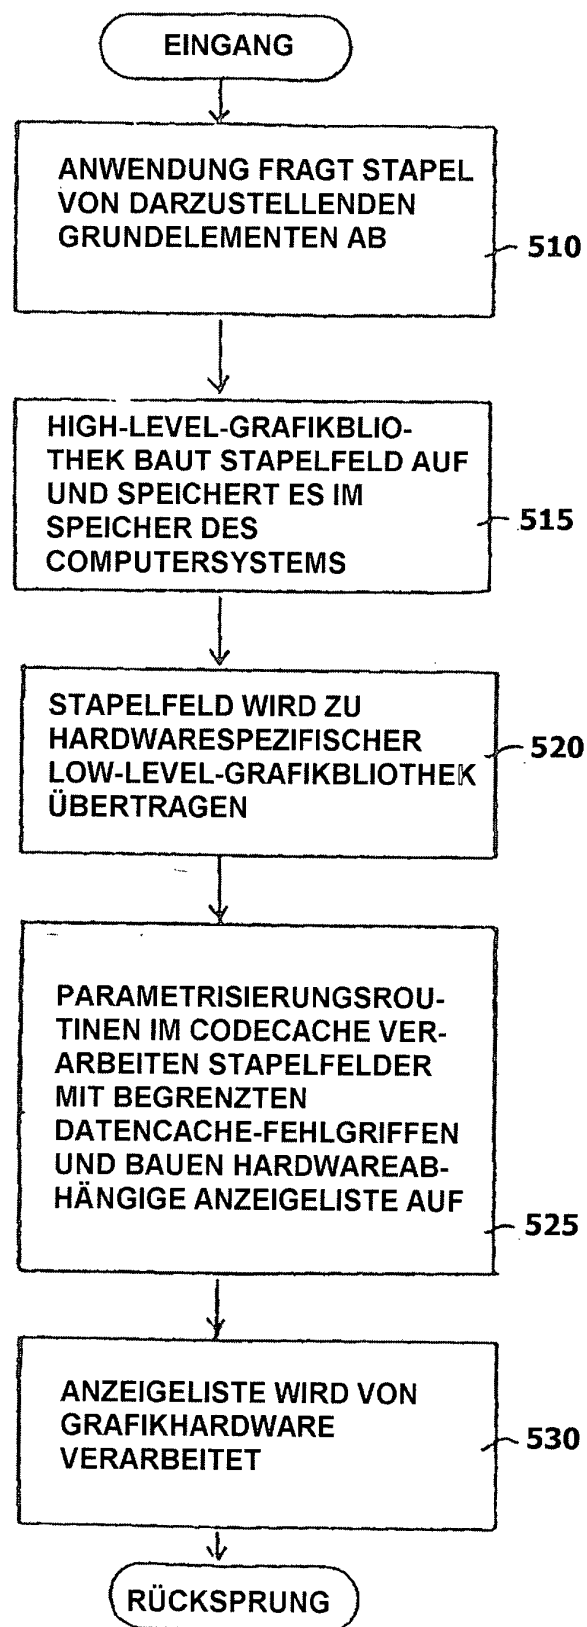 EINGANG
ANWENDUNG FRAGT STAPEL
VON DARZUSTELLENDEN
GRUNDELEMENTEN AB
510
HIGH-LEVEL-GRAFIKBLIO-
THEK BAUT STAPELFELD AUF
UND SPEICHERT ES IM
SPEICHER DES
COMPUTERSYSTEMS
515
STAPELFELD WIRD ZU
HARDWARESPEZIFISCHER
LOW-LEVEL-GRAFIKBLIOTHEK
ÜBERTRAGEN
520
PARAMETRISIERUNGSROU-
TINEN IM CODECACHE VER-
ARBEITEN STAPELFELDER
MIT BEGRENZTEN
DATENCACHE-FEHLGRIFFEN
UND BAUEN HARDWAREAB-
HÄNGIGE ANZEIGELISTE AUF
525
ANZEIGELISTE WIRD VON
GRAFIKHARDWARE
VERARBEITET
530
RÜCKSPRUNG